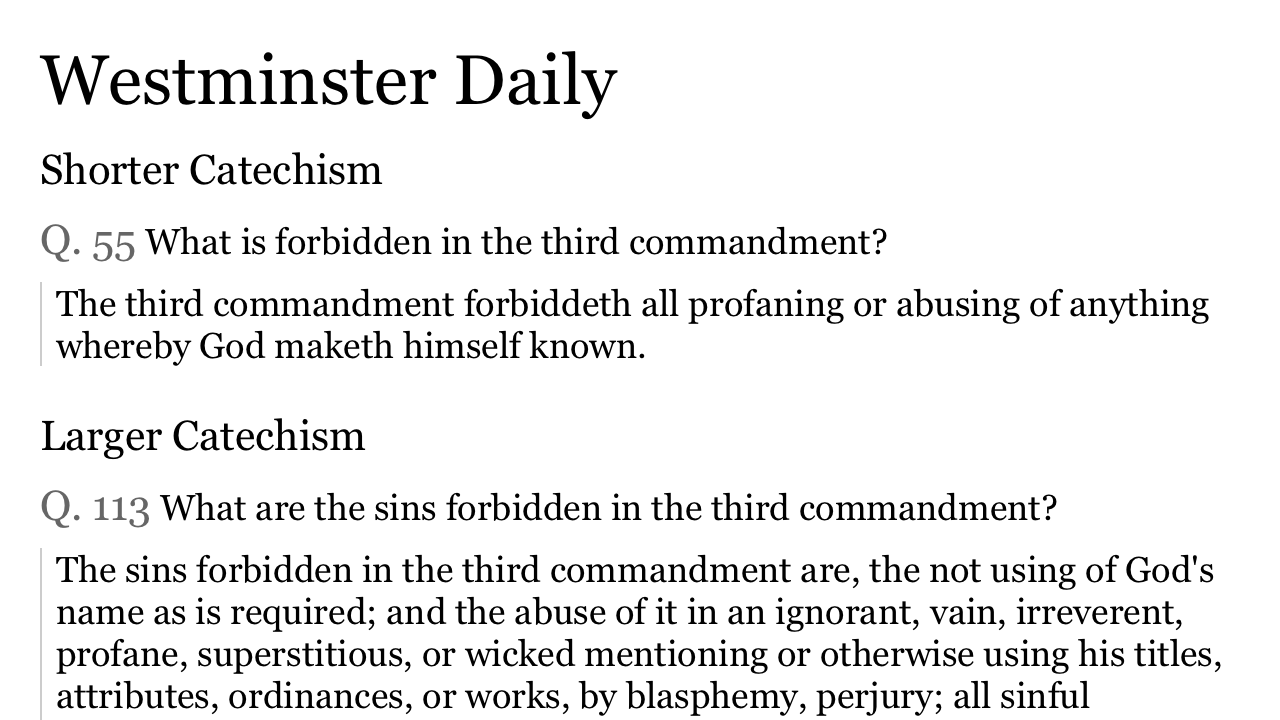 Westminster Daily
Shorter Catechism
Q. 55 What is forbidden in the third commandment?
The third commandment forbiddeth all profaning or abusing of anything
whereby God maketh himself known.
Larger Catechism
Q. 113 What are the sins forbidden in the third commandment?
The sins forbidden in the third commandment are, the not using of God's
name as is required; and the abuse of it in an ignorant, vain, irreverent,
profane, superstitious, or wicked mentioning or otherwise using his titles,
attributes, ordinances, or works, by blasphemy, perjury; all sinful